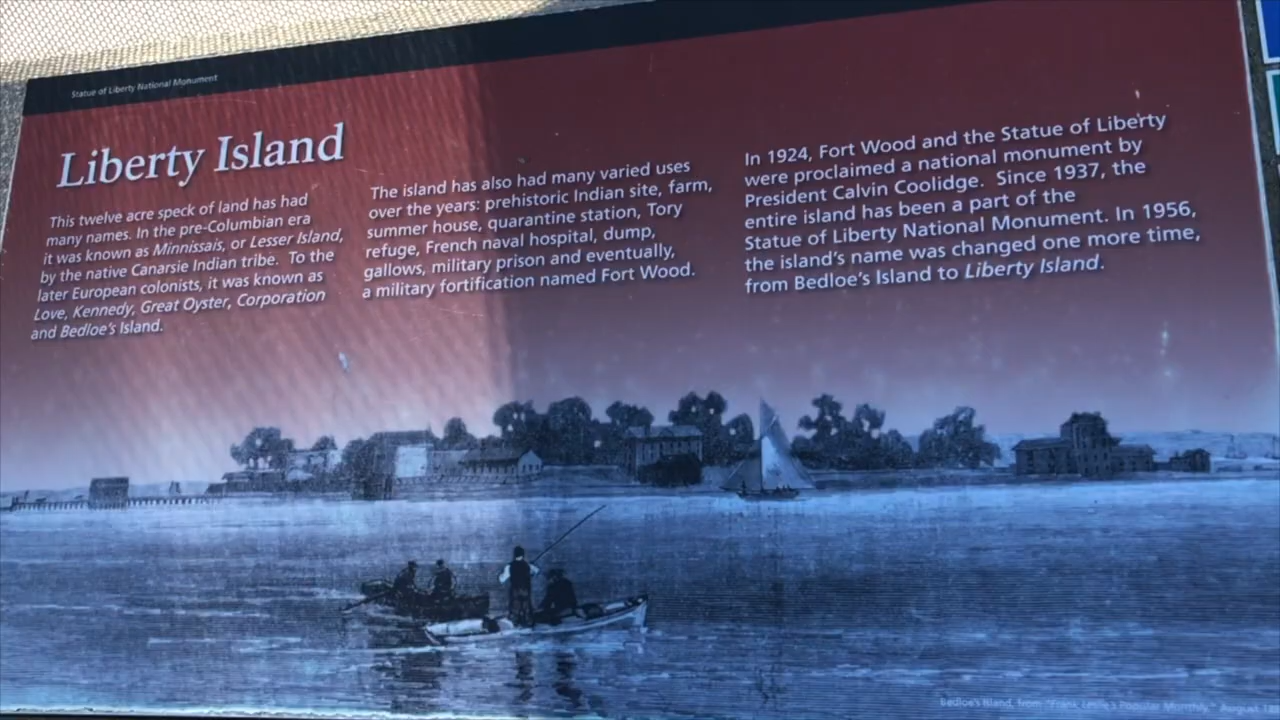 Statue of Liberty National Monument
Liberty Island
This twelve acre speck of land has had
many names. In the pre-Columbian era
it was known as Minnissais, or Lesser Island,
by the native Canarsie Indian tribe. To the
later European colonists, it was known as
Love, Kennedy, Great Oyster, Corporation
and Bedloe's Island.
The island has also had many varied uses
over the years: prehistoric Indian site, farm,
summer house, quarantine station, Tory
refuge, French naval hospital, dump,
gallows, military prison and eventually,
a military fortification named Fort Wood.
In 1924, Fort Wood and the Statue of Liberty
were proclaimed a national monument by
President Calvin Coolidge. Since 1937, the
entire island has been a part of the
Statue of Liberty National Monument. In 1956,
the island's name was changed one more time,
from Bedloe's Island to Liberty Island.
Bedloe's Island, from "Frank Leslie's Popular Monthly," August